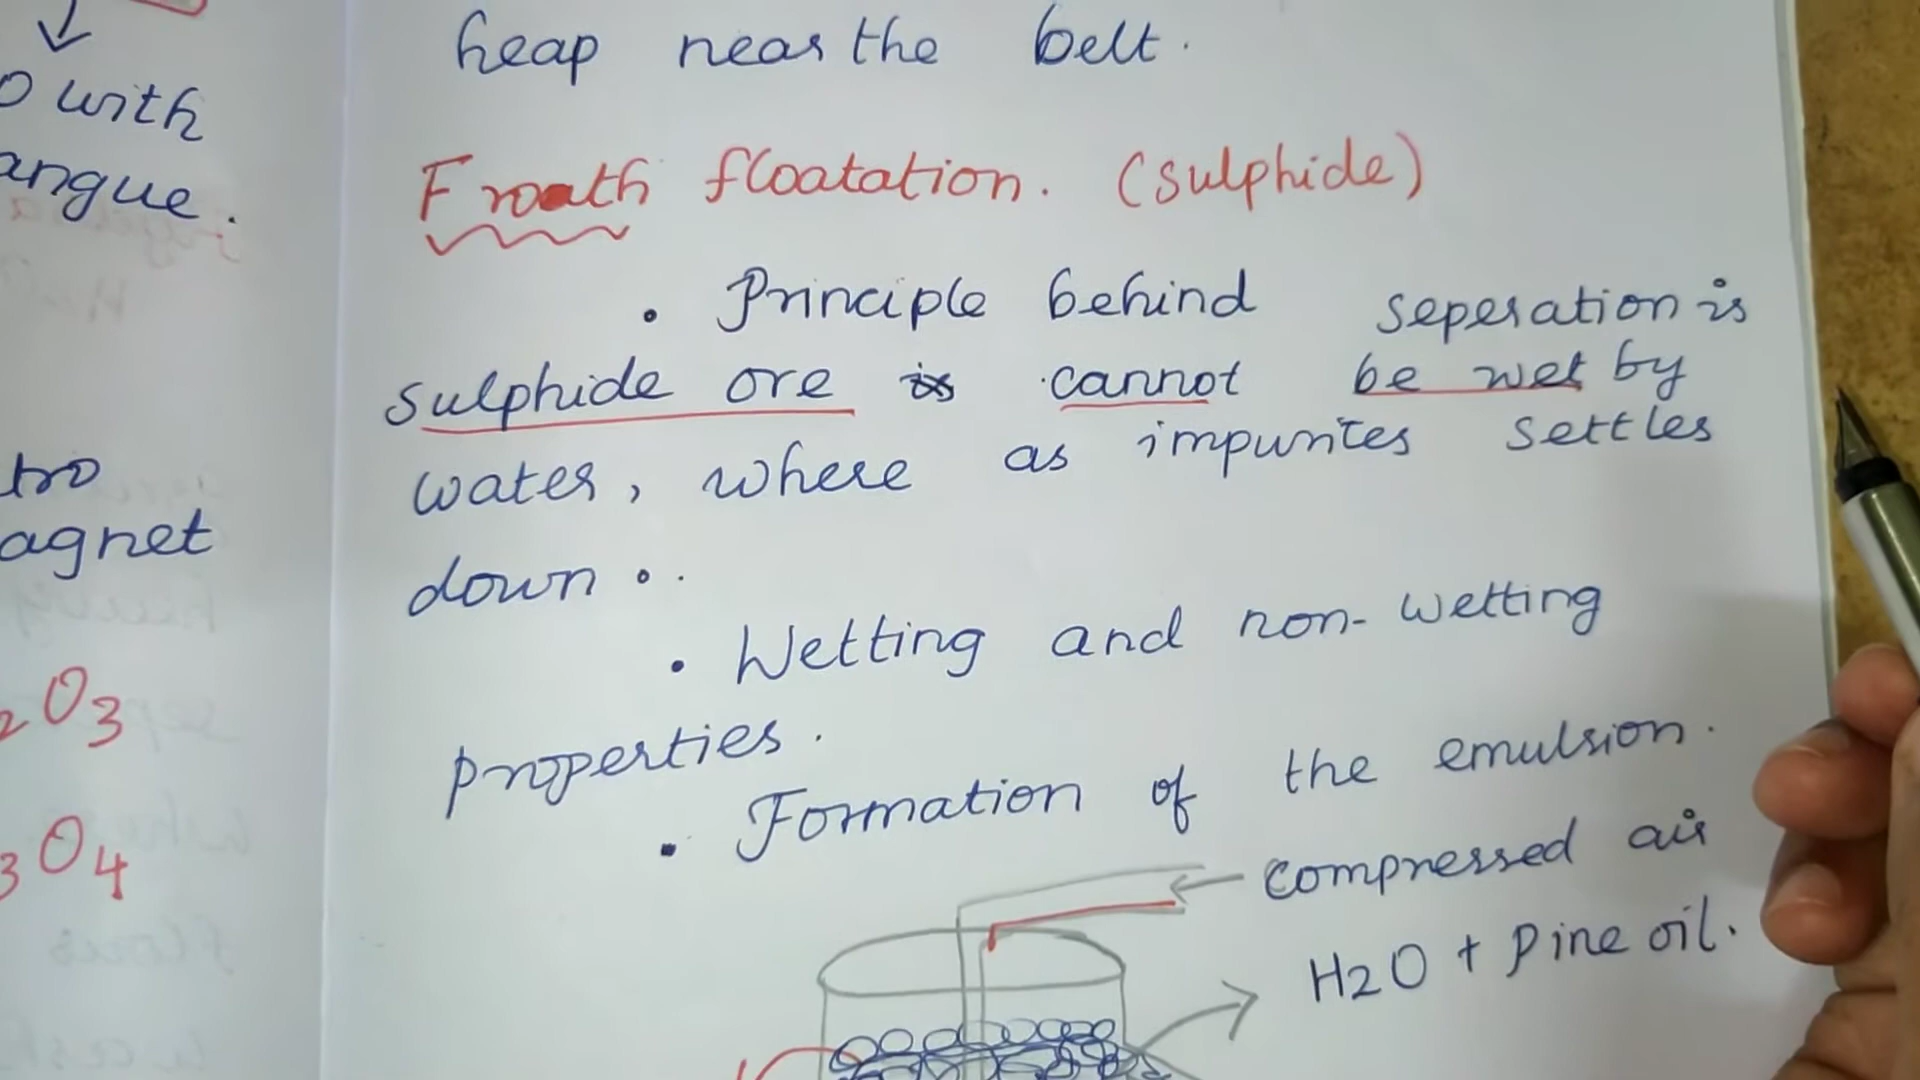 heap near the belt.
Froath floatation. (sulphide)
• Principle behind seperation is
sulphide ore cannot be wet by
water, where as impurites settles
down..
• Wetting and non-wetting
properties.
• Formation of the emulsion.
compressed air
H2O + Pine oil.
with
angue.
agnet
2O3
3O4